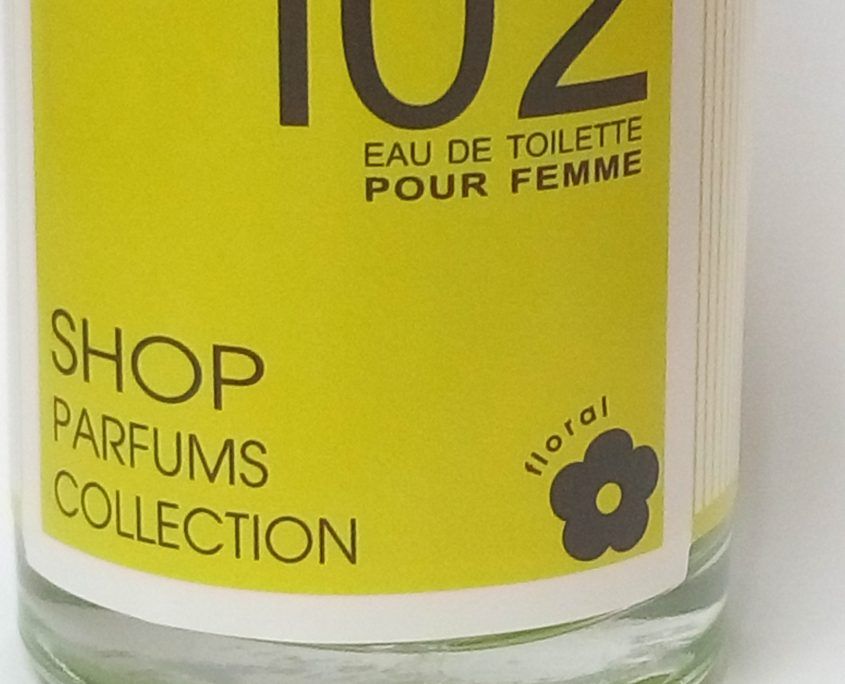 102
EAU DE TOILETTE
POUR FEMME
SHOP
PARFUMS
COLLECTION
floral